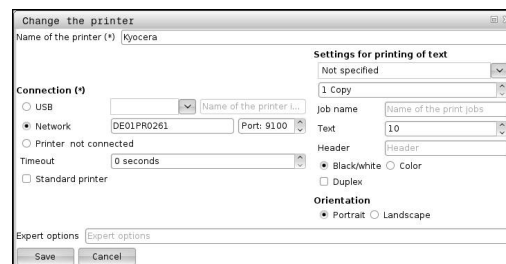 Change the printer
Name of the printer (*) Kyocera
Settings for printing of text
Not specified
Connection (*)
1 Copy
USB
Name of the printer i...
Job name Name of the print jobs
Network DE01PR0261 Port: 9100
Text 10
Printer not connected
Header Header
Timeout 0 seconds
Black/white Color
Standard printer
Duplex
Orientation
Portrait Landscape
Expert options Expert options
Save Cancel